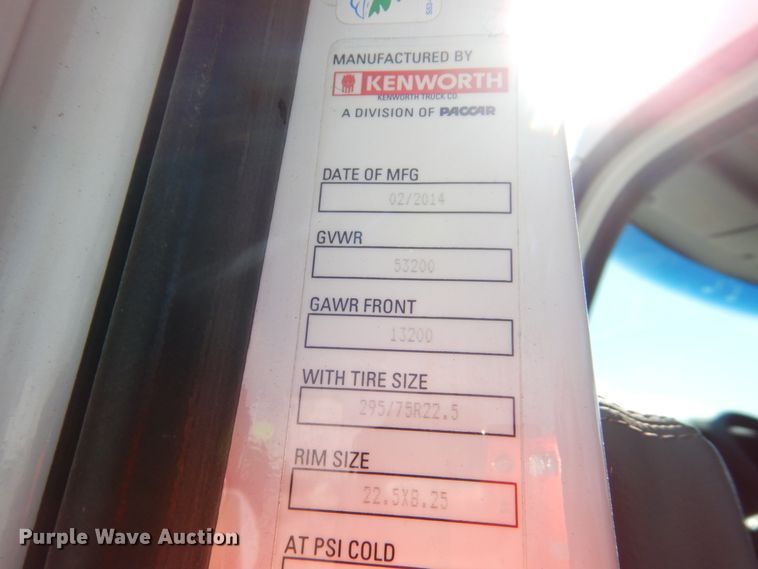 MANUFACTURED BY
KENWORTH
KENWORTH TRUCK CO.
A DIVISION OF PACCAR
DATE OF MFG
02/2014
GVWR
53200
GAWR FRONT
13200
WITH TIRE SIZE
295/75R22.5
RIM SIZE
22.5X8.25
AT PSI COLD
Purple Wave Auction®